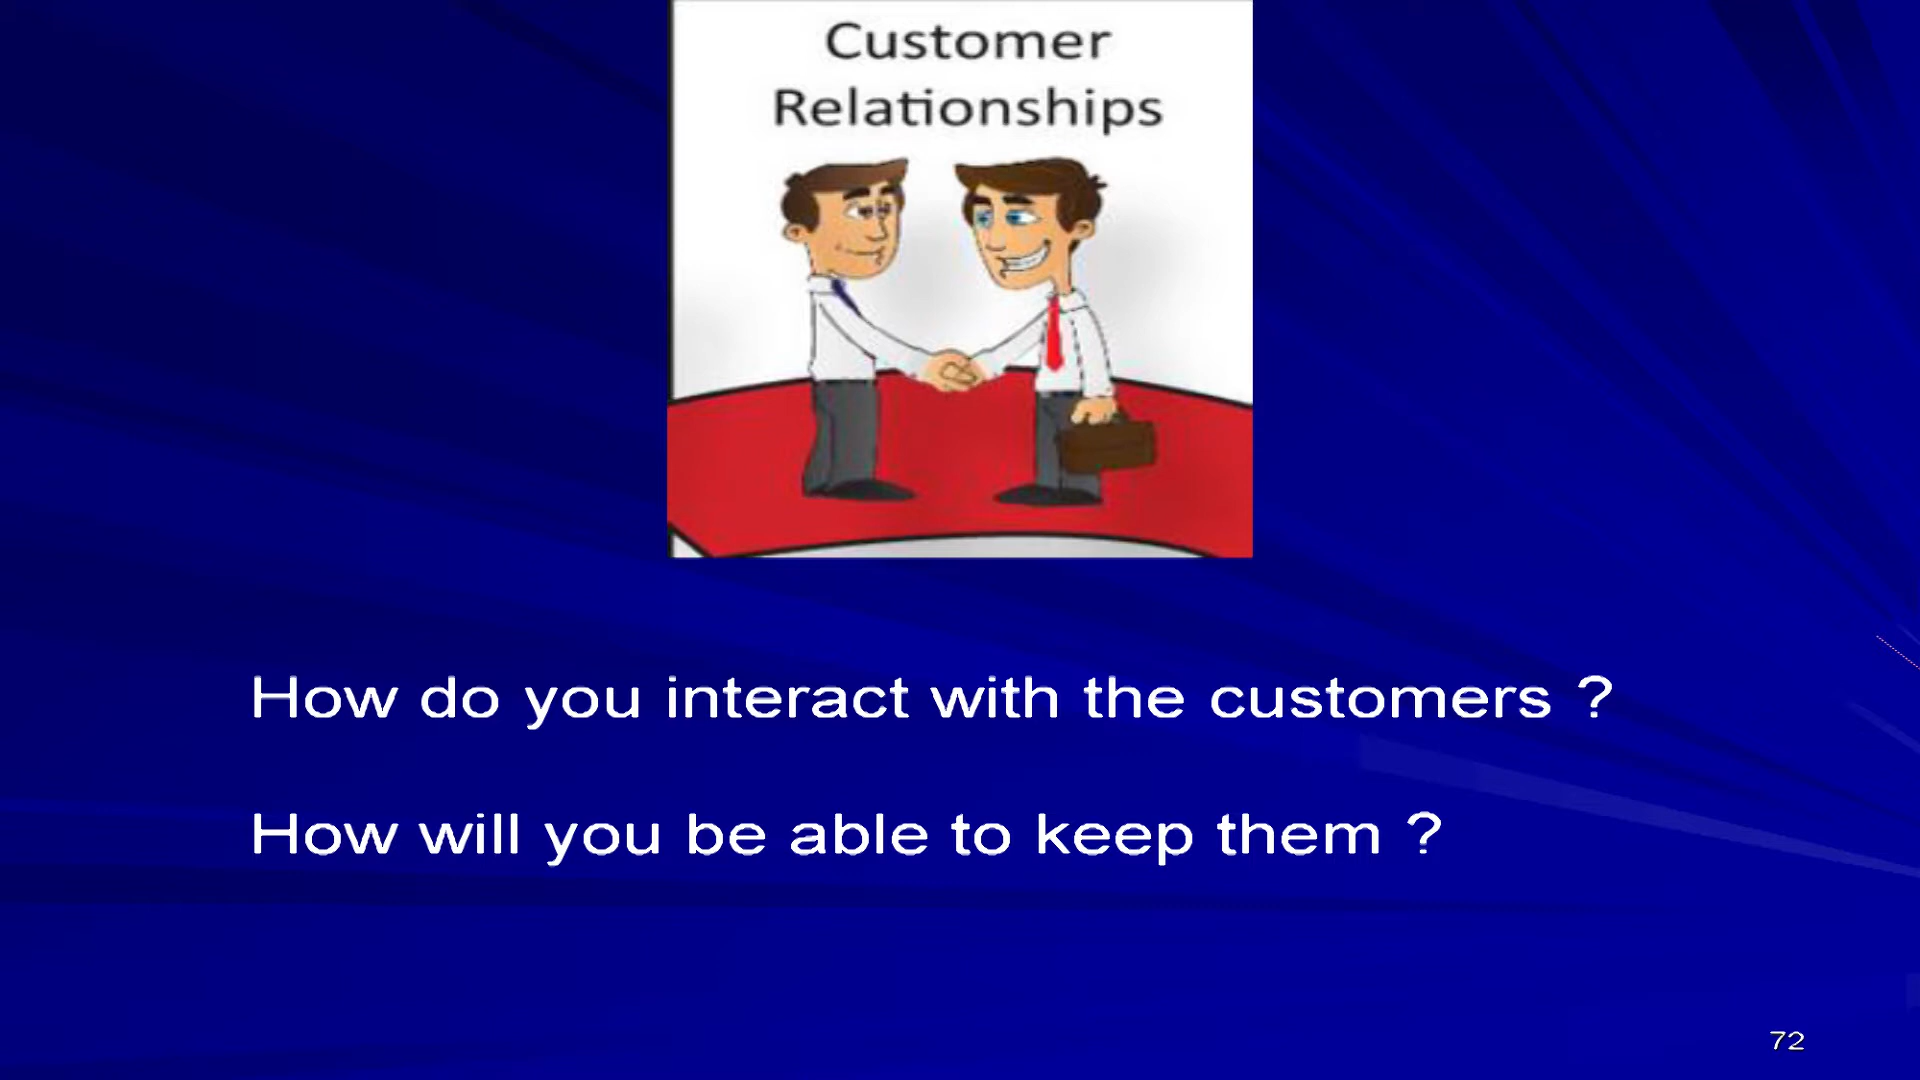 Customer
Relationships
How do you interact with the customers ?
How will you be able to keep them ?
72